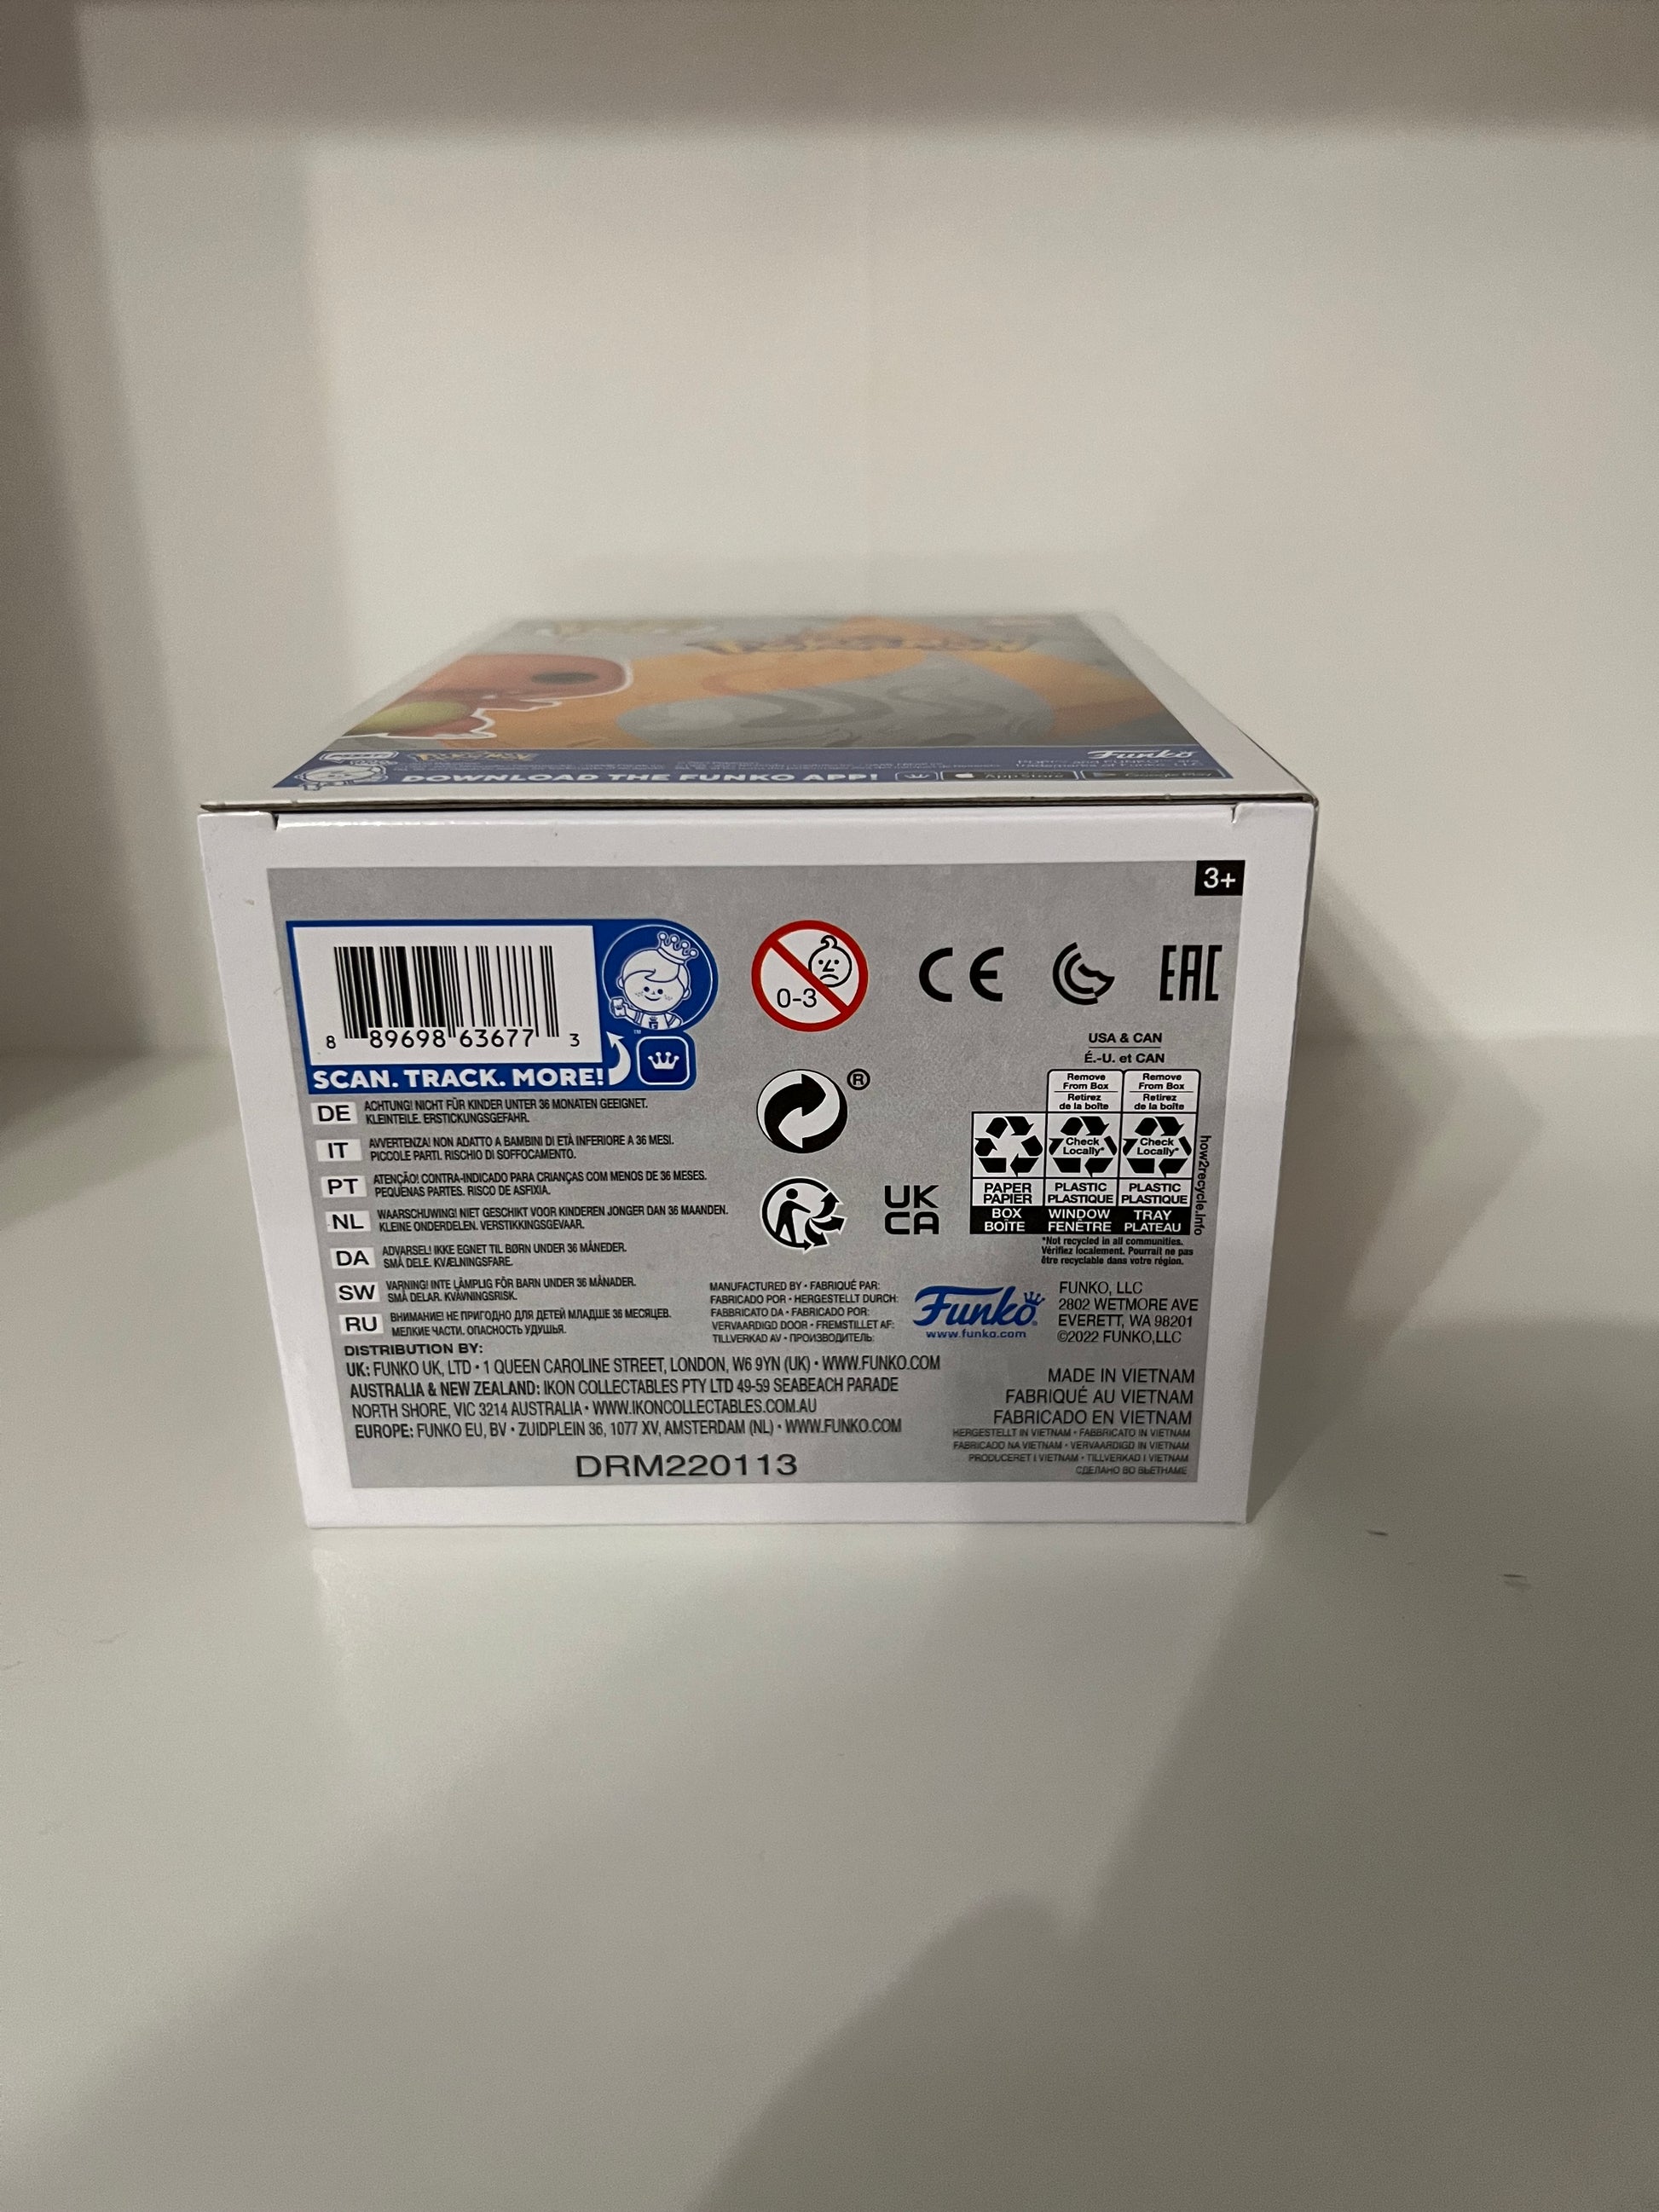 POKÉMON
Funko
DOWNLOAD THE FUNKO APP!
App Store
Google Play
3+
8 89698 63677 3
SCAN. TRACK. MORE!
™
0-3
CE
EAC
®
UK
CA
USA & CAN
É.-U. et CAN
Remove
From Box
Retirez
de la boîte
Remove
From Box
Retirez
de la boîte
Check
Locally*
Check
Locally*
PAPER
PAPIER
PLASTIC
PLASTIQUE
PLASTIC
PLASTIQUE
BOX
BOÎTE
WINDOW
FENÊTRE
TRAY
PLATEAU
how2recycle.info
*Not recycled in all communities.
Vérifiez localement. Pourrait ne pas
être recyclable dans votre région.
DE ACHTUNG! NICHT FÜR KINDER UNTER 36 MONATEN GEEIGNET.
KLEINTEILE. ERSTICKUNGSGEFAHR.
IT AVVERTENZA! NON ADATTO A BAMBINI DI ETÀ INFERIORE A 36 MESI.
PICCOLE PARTI. RISCHIO DI SOFFOCAMENTO.
PT ATENÇÃO! CONTRA-INDICADO PARA CRIANÇAS COM MENOS DE 36 MESES.
PEQUENAS PARTES. RISCO DE ASFIXIA.
NL WAARSCHUWING! NIET GESCHIKT VOOR KINDEREN JONGER DAN 36 MAANDEN.
KLEINE ONDERDELEN. VERSTIKKINGSGEVAAR.
DA ADVARSEL! IKKE EGNET TIL BØRN UNDER 36 MÅNEDER.
SMÅ DELE. KVÆLNINGSFARE.
SW VARNING! INTE LÄMPLIG FÖR BARN UNDER 36 MÅNADER.
SMÅ DELAR. KVÄVNINGSRISK.
RU ВНИМАНИЕ! НЕ ПРИГОДНО ДЛЯ ДЕТЕЙ МЛАДШЕ 36 МЕСЯЦЕВ.
МЕЛКИЕ ЧАСТИ. ОПАСНОСТЬ УДУШЬЯ.
MANUFACTURED BY • FABRIQUÉ PAR:
FABRICADO POR • HERGESTELLT DURCH:
FABBRICATO DA • FABRICADO POR:
VERVAARDIGD DOOR • FREMSTILLET AF:
TILLVERKAD AV • ПРОИЗВОДИТЕЛЬ:
Funko®
www.funko.com
FUNKO, LLC
2802 WETMORE AVE
EVERETT, WA 98201
©2022 FUNKO,LLC
DISTRIBUTION BY:
UK: FUNKO UK, LTD • 1 QUEEN CAROLINE STREET, LONDON, W6 9YN (UK) • WWW.FUNKO.COM
AUSTRALIA & NEW ZEALAND: IKON COLLECTABLES PTY LTD 49-59 SEABEACH PARADE
NORTH SHORE, VIC 3214 AUSTRALIA • WWW.IKONCOLLECTABLES.COM.AU
EUROPE: FUNKO EU, BV • ZUIDPLEIN 36, 1077 XV, AMSTERDAM (NL) • WWW.FUNKO.COM
MADE IN VIETNAM
FABRIQUÉ AU VIETNAM
FABRICADO EN VIETNAM
HERGESTELLT IN VIETNAM • FABBRICATO IN VIETNAM
FABRICADO NA VIETNAM • VERVAARDIGD IN VIETNAM
PRODUCERET I VIETNAM • TILLVERKAD I VIETNAM
СДЕЛАНО ВО ВЬЕТНАМЕ
DRM220113